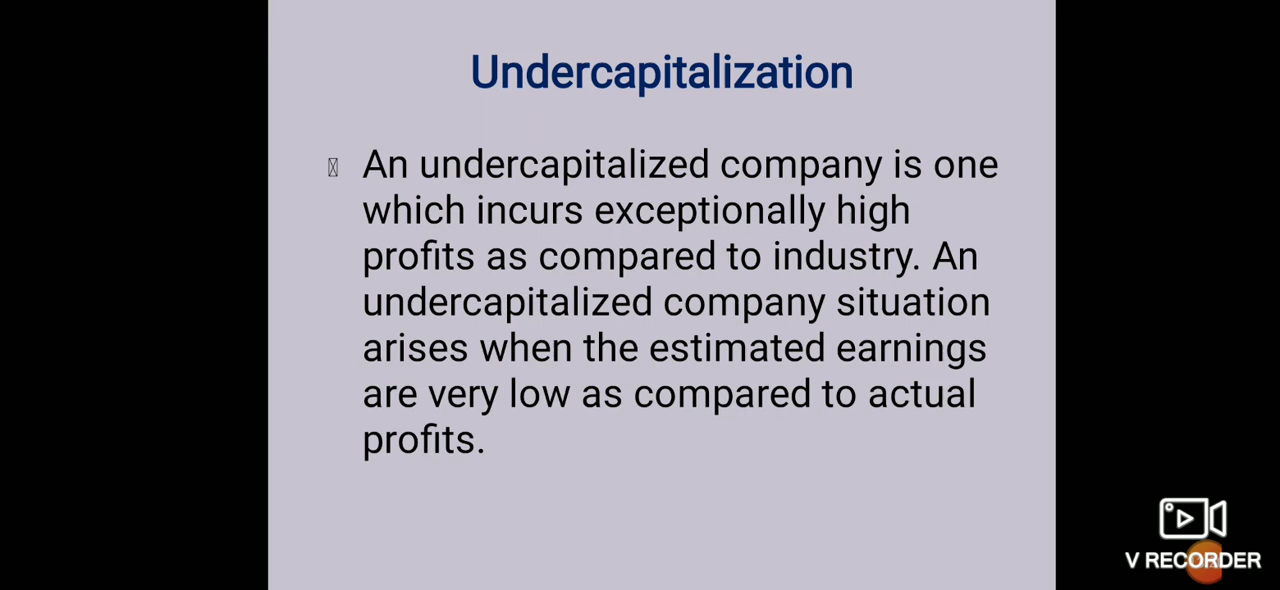 Undercapitalization
An undercapitalized company is one
which incurs exceptionally high
profits as compared to industry. An
undercapitalized company situation
arises when the estimated earnings
are very low as compared to actual
profits.
V RECORDER